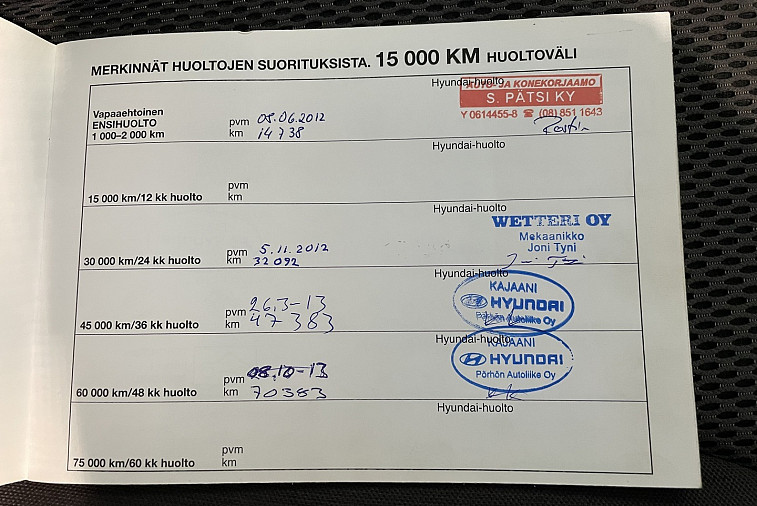 MERKINNÄT HUOLTOJEN SUORITUKSISTA. 15 000 KM HUOLTOVÄLI
Hyundai-huolto
AUTO- JA KONEKORJAAMO
S. PÄTSI KY
Y 0614455-8 ☎ (08) 851 1643
Vapaaehtoinen
ENSIHUOLTO
1 000–2 000 km
pvm 08.06.2012
km 14738
Hyundai-huolto
15 000 km/12 kk huolto
pvm
km
Hyundai-huolto
WETTERI OY
Mekaanikko
Joni Tyni
30 000 km/24 kk huolto
pvm 5.11.2012
km 32092
Hyundai-huolto
KAJAANI
HYUNDAI
Pörhön Autoliike Oy
45 000 km/36 kk huolto
pvm 26.3-13
km 47383
Hyundai-huolto
KAJAANI
HYUNDAI
Pörhön Autoliike Oy
60 000 km/48 kk huolto
pvm 08.10-13
km 70383
Hyundai-huolto
75 000 km/60 kk huolto
pvm
km